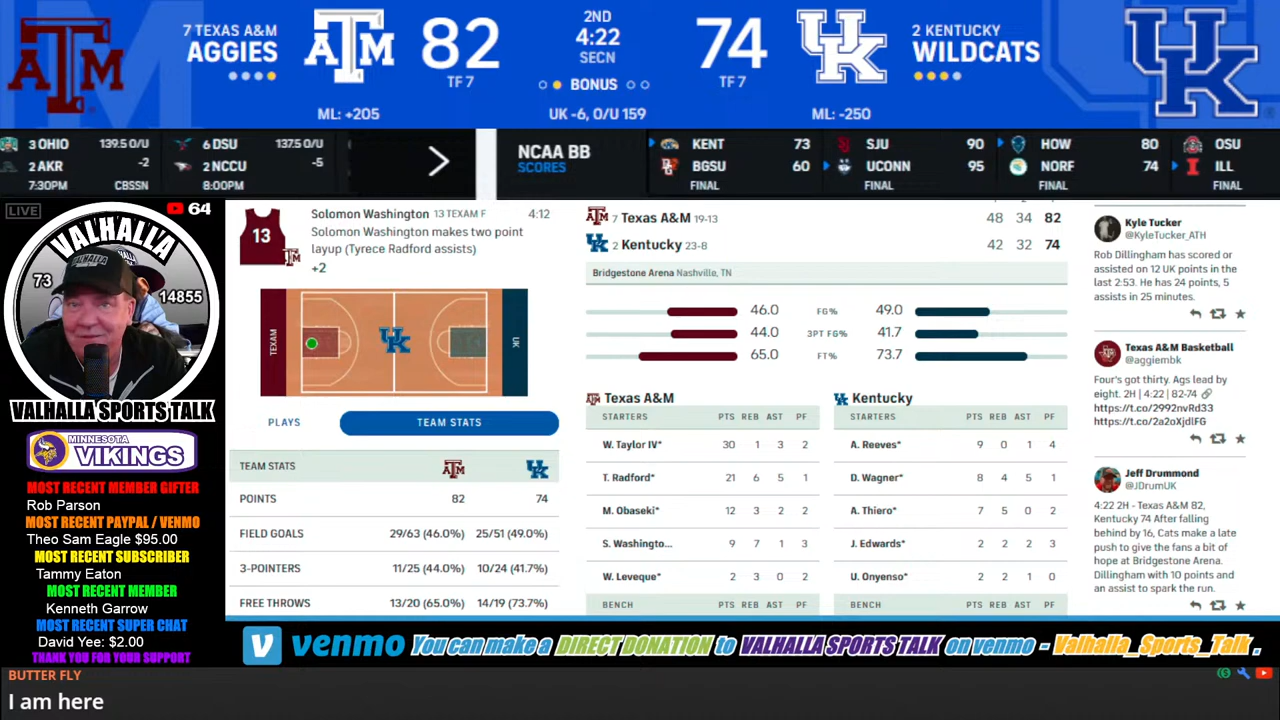 7 TEXAS A&M
AGGIES
ATM
82
TF 7
ML: +205
2ND
4:22
SECN
BONUS
UK -6, O/U 159
74
TF 7
ML: -250
2 KENTUCKY
WILDCATS
UK
3 OHIO 139.5 O/U
2 AKR -2
7:30PM CBSSN
6 DSU 137.5 O/U
2 NCCU -5
8:00PM
NCAA BB
SCORES
KENT 73
BGSU 60
FINAL
SJU 90
UCONN 95
FINAL
HOW 80
NORF 74
FINAL
OSU
ILL
FINAL
LIVE
64
VALHALLA
73
14855
VALHALLA SPORTS TALK
MINNESOTA
VIKINGS
MOST RECENT MEMBER GIFTER
Rob Parson
MOST RECENT PAYPAL / VENMO
Theo Sam Eagle $95.00
MOST RECENT SUBSCRIBER
Tammy Eaton
MOST RECENT MEMBER
Kenneth Garrow
MOST RECENT SUPER CHAT
David Yee: $2.00
THANK YOU FOR YOUR SUPPORT
13
Solomon Washington 13 TEXAM F 4:12
Solomon Washington makes two point
layup (Tyrece Radford assists)
+2
TEXAM
UK
UK
PLAYS
TEAM STATS
TEAM STATS
POINTS 82 74
FIELD GOALS 29/63 (46.0%) 25/51 (49.0%)
3-POINTERS 11/25 (44.0%) 10/24 (41.7%)
FREE THROWS 13/20 (65.0%) 14/19 (73.7%)
7 Texas A&M 19-13 48 34 82
2 Kentucky 23-8 42 32 74
Bridgestone Arena Nashville, TN
46.0 FG% 49.0
44.0 3PT FG% 41.7
65.0 FT% 73.7
Texas A&M
STARTERS PTS REB AST PF
W. Taylor IV* 30 1 3 2
T. Radford* 21 6 5 1
M. Obaseki* 12 3 2 2
S. Washingto... 9 7 1 3
W. Leveque* 2 3 0 2
BENCH PTS REB AST PF
Kentucky
STARTERS PTS REB AST PF
A. Reeves* 9 0 1 4
D. Wagner* 8 4 5 1
A. Thiero* 7 5 0 2
J. Edwards* 2 2 2 3
U. Onyenso* 2 2 1 0
BENCH PTS REB AST PF
Kyle Tucker
@KyleTucker_ATH
Rob Dillingham has scored or
assisted on 12 UK points in the
last 2:53. He has 24 points, 5
assists in 25 minutes.
Texas A&M Basketball
@aggiembk
Four's got thirty. Ags lead by
eight. 2H | 4:22 | 82-74
https://t.co/2992nvRd33
https://t.co/2a2oXjdlFG
Jeff Drummond
@JDrumUK
4:22 2H - Texas A&M 82,
Kentucky 74 After falling
behind by 16, Cats make a late
push to give the fans a bit of
hope at Bridgestone Arena.
Dillingham with 10 points and
an assist to spark the run.
venmo You can make a DIRECT DONATION to VALHALLA SPORTS TALK on venmo - Valhalla_Sports_Talk .
BUTTER FLY
I am here